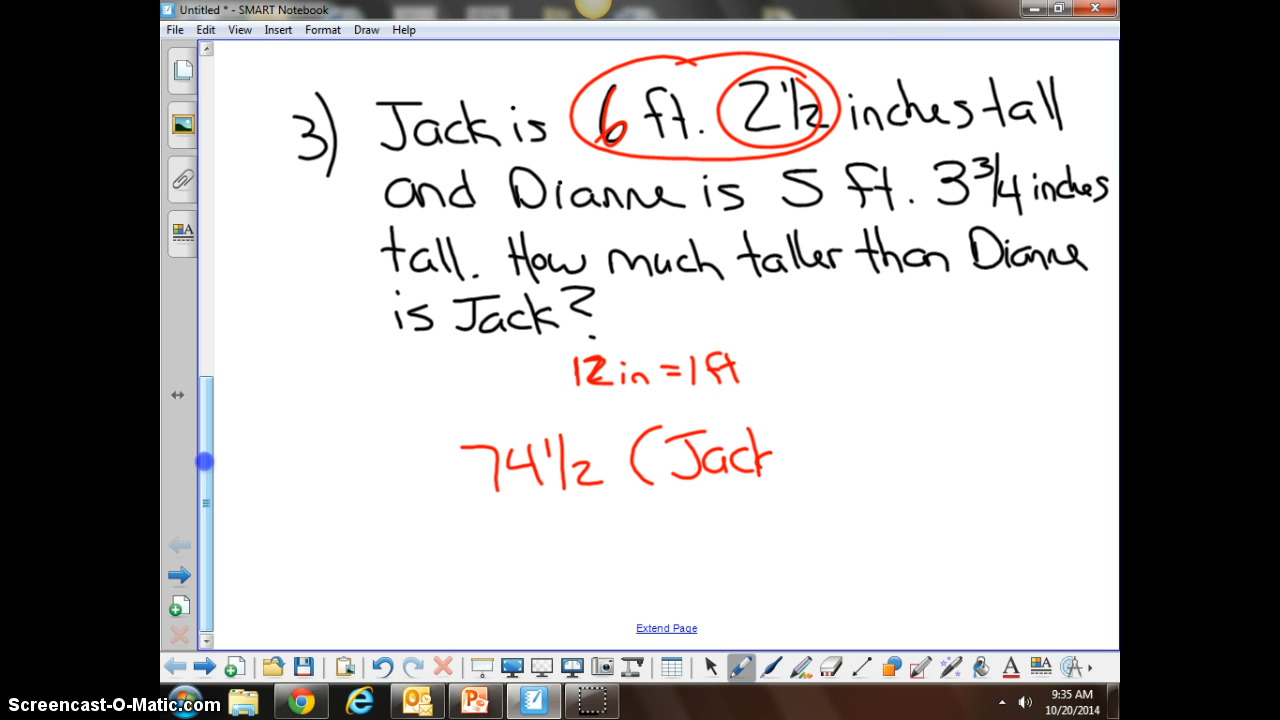 Untitled * - SMART Notebook
File Edit View Insert Format Draw Help
3) Jack is 6 ft. 2 1/2 inches tall
and Dianne is 5 ft. 3 3/4 inches
tall. How much taller than Dianne
is Jack?
12 in = 1 ft
74 1/2 (Jack
Extend Page
9:35 AM
10/20/2014
Screencast-O-Matic.com